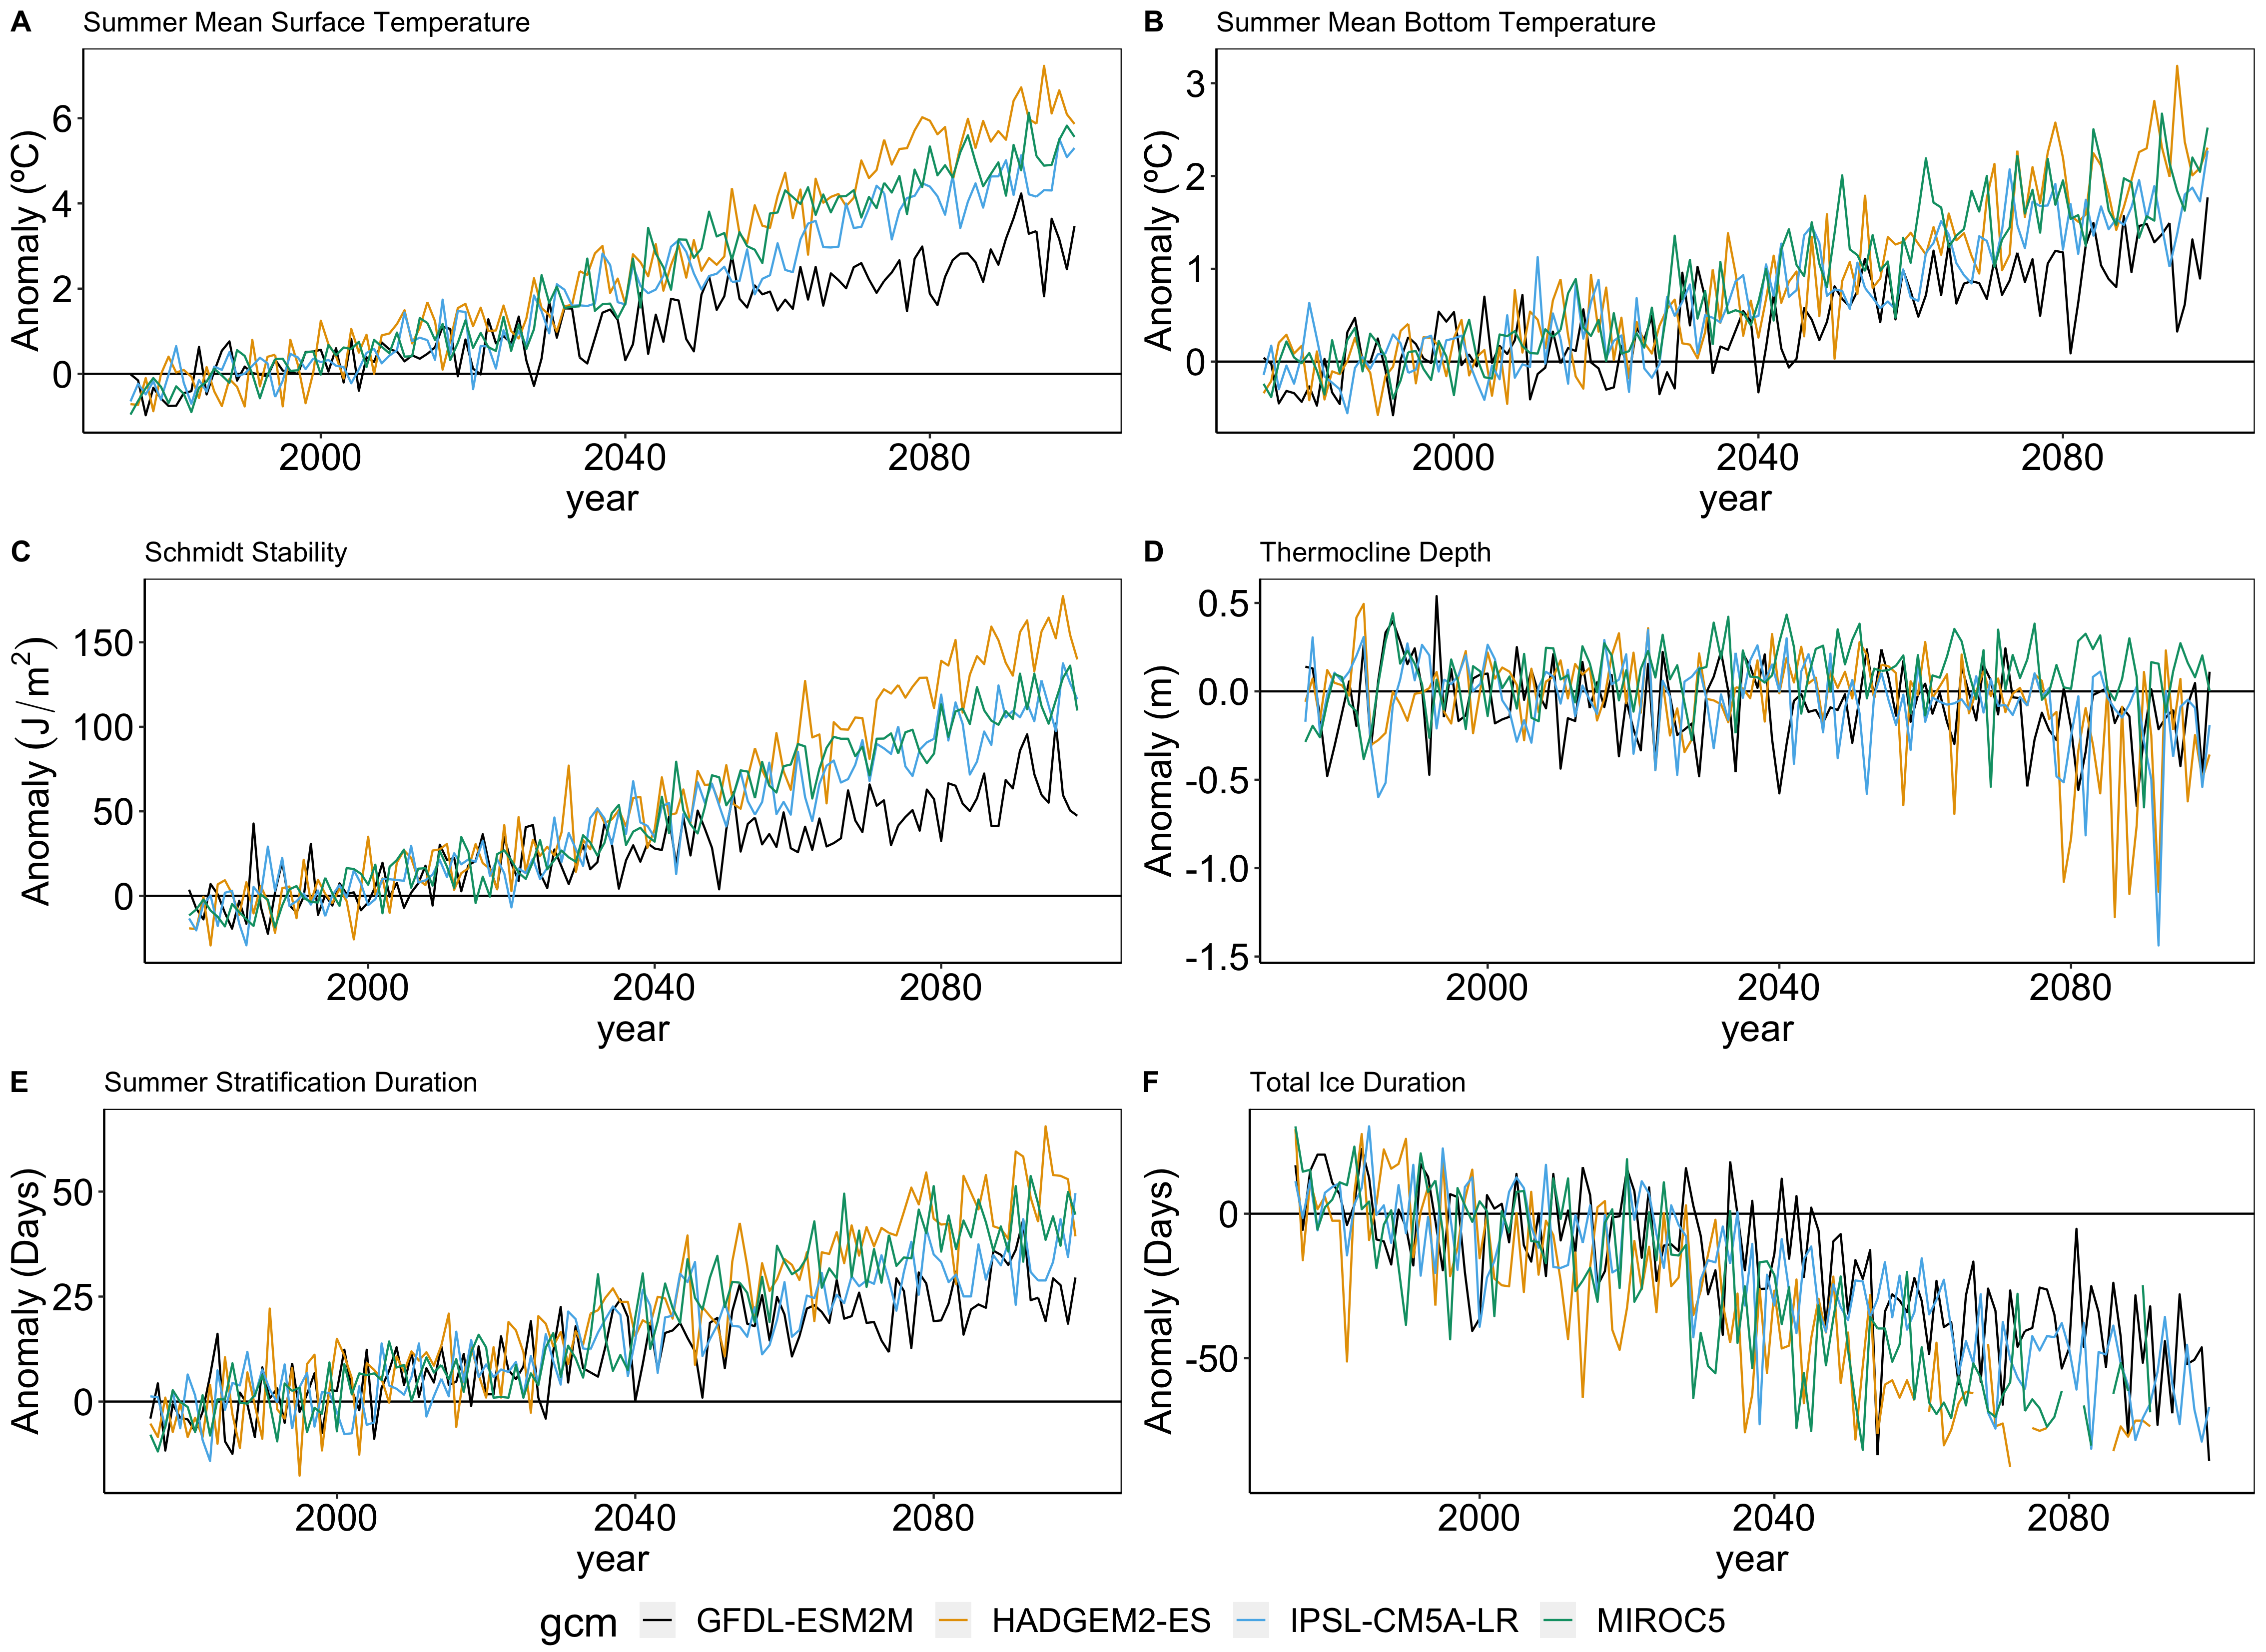 A Summer Mean Surface Temperature
Anomaly (ºC)
6
4
2
0
2000 2040 2080
year
B Summer Mean Bottom Temperature
Anomaly (ºC)
3
2
1
0
2000 2040 2080
year
C Schmidt Stability
Anomaly (J/m²)
150
100
50
0
2000 2040 2080
year
D Thermocline Depth
Anomaly (m)
0.5
0.0
-0.5
-1.0
-1.5
2000 2040 2080
year
E Summer Stratification Duration
Anomaly (Days)
50
25
0
2000 2040 2080
year
F Total Ice Duration
Anomaly (Days)
0
-50
2000 2040 2080
year
gcm GFDL-ESM2M HADGEM2-ES IPSL-CM5A-LR MIROC5